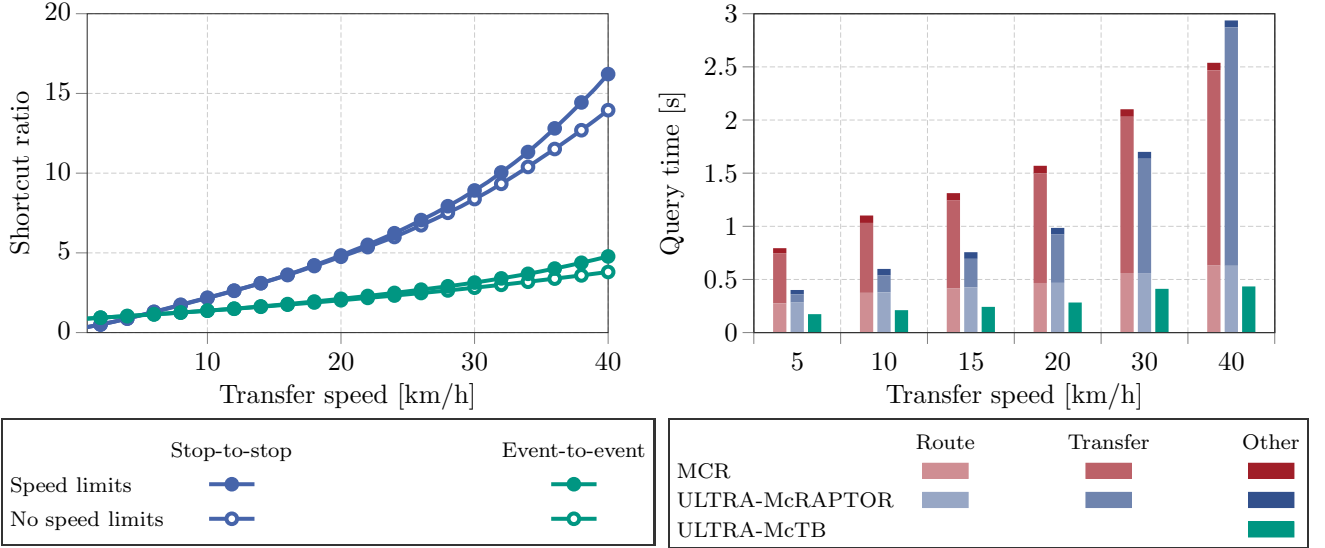 Shortcut ratio
20
15
10
5
0
10 20 30 40
Transfer speed [km/h]
Query time [s]
3
2.5
2
1.5
1
0.5
0
5 10 15 20 30 40
Transfer speed [km/h]
Stop-to-stop Event-to-event
Speed limits
No speed limits
Route Transfer Other
MCR
ULTRA-McRAPTOR
ULTRA-McTB